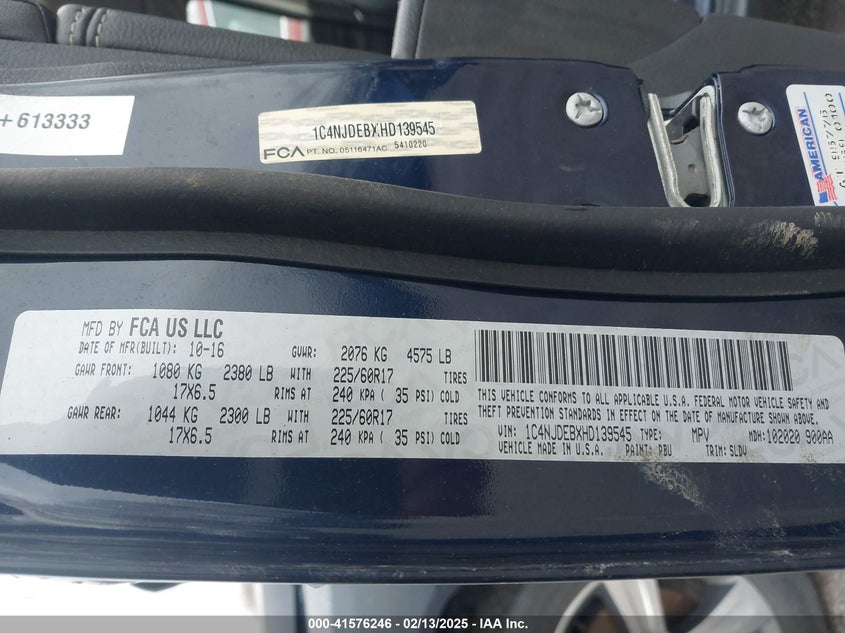 + 613333
1C4NJDEBXHD139545
FCA PT. NO. 05116471AC 5410220
AMERICAN
MFD BY FCA US LLC
DATE OF MFR(BUILT): 10-16 GVWR: 2076 KG 4575 LB
GAWR FRONT: 1080 KG 2380 LB WITH 225/60R17 TIRES
17X6.5 RIMS AT 240 KPA ( 35 PSI) COLD
GAWR REAR: 1044 KG 2300 LB WITH 225/60R17 TIRES
17X6.5 RIMS AT 240 KPA ( 35 PSI) COLD
THIS VEHICLE CONFORMS TO ALL APPLICABLE U.S.A. FEDERAL MOTOR VEHICLE SAFETY AND
THEFT PREVENTION STANDARDS IN EFFECT ON THE DATE OF MANUFACTURE SHOWN ABOVE
VIN: 1C4NJDEBXHD139545 TYPE: MPV MDH:102020 900AA
VEHICLE MADE IN U.S.A. PAINT: PBU TRIM: SLDV
000-41576246 - 02/13/2025 - IAA Inc.